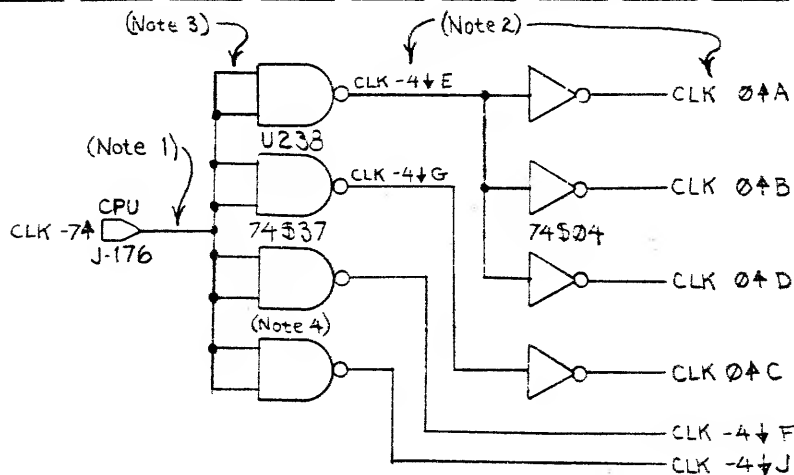 (Note 3)
(Note 2)
CLK -4↓E
CLK Ø↑A
U238
(Note 1)
CLK -4↓G
CLK Ø↑B
CPU
CLK -7↑
J-176
74S37
74SØ4
CLK Ø↑D
(Note 4)
CLK Ø↑C
CLK -4↓F
CLK -4↓J